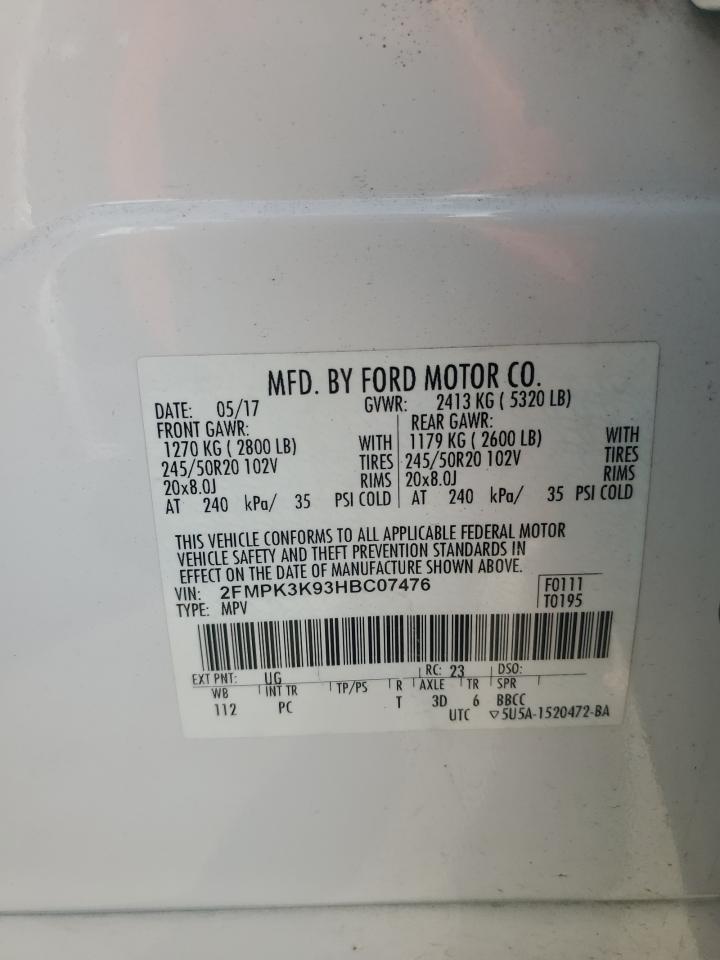 MFD. BY FORD MOTOR CO.
DATE: 05/17 GVWR: 2413 KG ( 5320 LB)
FRONT GAWR: REAR GAWR:
1270 KG ( 2800 LB) WITH 1179 KG ( 2600 LB) WITH
245/50R20 102V TIRES 245/50R20 102V TIRES
20x8.0J RIMS 20x8.0J RIMS
AT 240 kPa/ 35 PSI COLD AT 240 kPa/ 35 PSI COLD
THIS VEHICLE CONFORMS TO ALL APPLICABLE FEDERAL MOTOR
VEHICLE SAFETY AND THEFT PREVENTION STANDARDS IN
EFFECT ON THE DATE OF MANUFACTURE SHOWN ABOVE.
VIN: 2FMPK3K93HBC07476 F0111
TYPE: MPV T0195
EXT PNT: UG RC: 23 DSO:
WB INT TR TP/PS R AXLE TR SPR
112 PC T 3D 6 BBCC
UTC ▽5U5A-1520472-BA